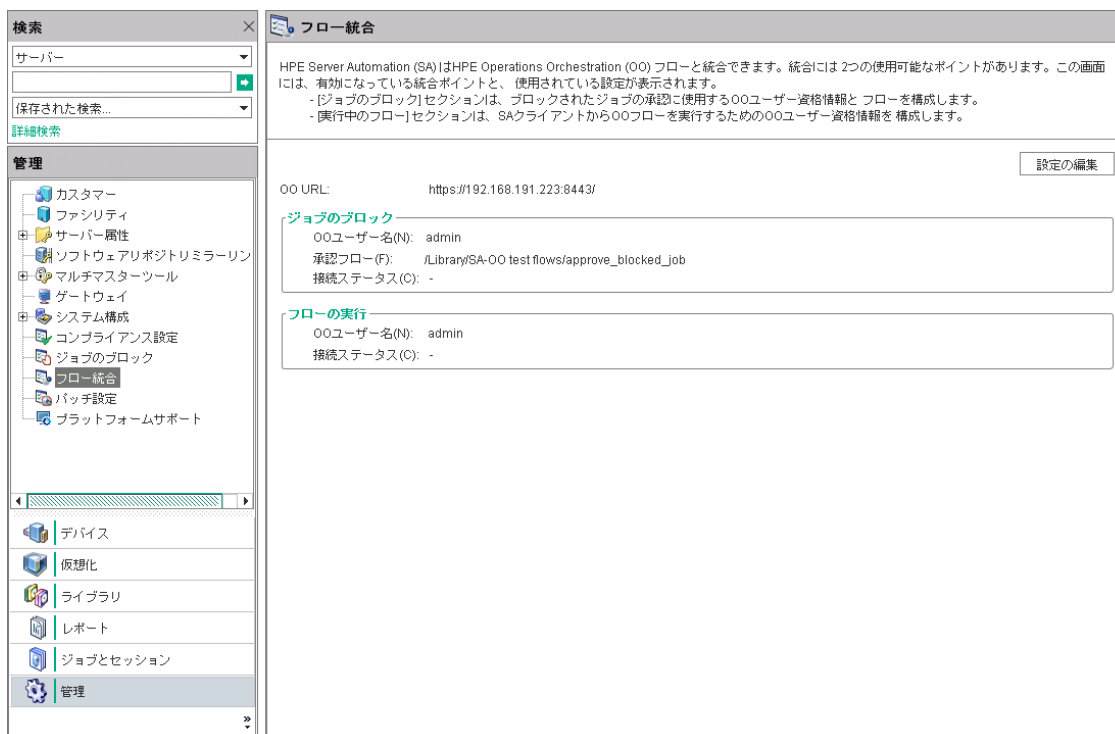 検索
サーバー
保存された検索...
詳細検索
管理
カスタマー
ファシリティ
サーバー属性
ソフトウェアリポジトリミラーリン
マルチマスターツール
ゲートウェイ
システム構成
コンプライアンス設定
ジョブのブロック
フロー統合
パッチ設定
プラットフォームサポート
デバイス
仮想化
ライブラリ
レポート
ジョブとセッション
管理
フロー統合
HPE Server Automation (SA) はHPE Operations Orchestration (OO) フローと統合できます。統合には 2つの使用可能なポイントがあります。この画面
には、有効になっている統合ポイントと、 使用されている設定が表示されます。
- [ジョブのブロック] セクションは、ブロックされたジョブの承認に使用するOOユーザー資格情報と フローを構成します。
- [実行中のフロー] セクションは、SAクライアントからOOフローを実行するためのOOユーザー資格情報を 構成します。
設定の編集
OO URL: https://192.168.191.223:8443/
ジョブのブロック
OOユーザー名(N): admin
承認フロー(F): /Library/SA-OO test flows/approve_blocked_job
接続ステータス(C): -
フローの実行
OOユーザー名(N): admin
接続ステータス(C): -